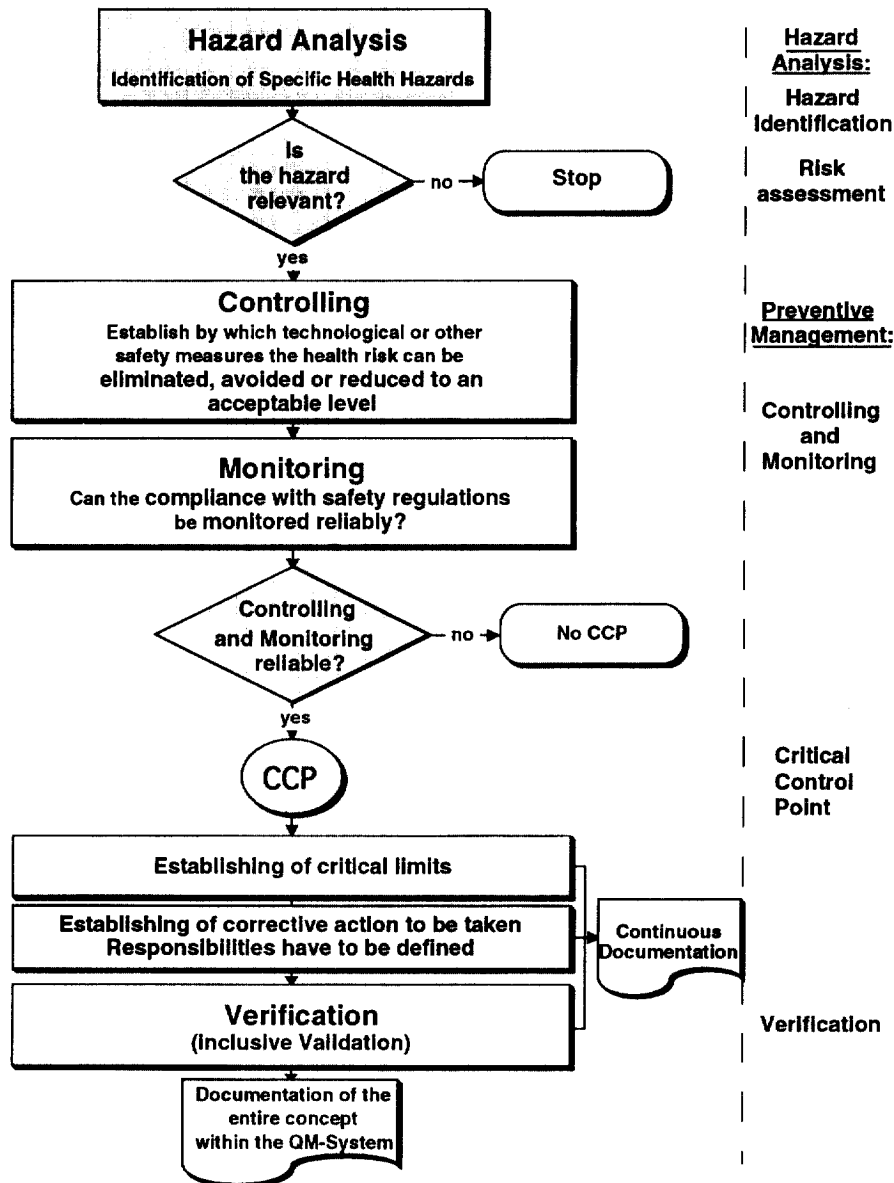 Hazard Analysis
Identification of Specific Health Hazards
Is
the hazard
relevant?
no
Stop
yes
Controlling
Establish by which technological or other
safety measures the health risk can be
eliminated, avoided or reduced to an
acceptable level
Monitoring
Can the compliance with safety regulations
be monitored reliably?
Controlling
and Monitoring
reliable?
no
No CCP
yes
CCP
Establishing of critical limits
Establishing of corrective action to be taken
Responsibilities have to be defined
Continuous
Documentation
Verification
(inclusive Validation)
Documentation of the
entire concept
within the QM-System
Hazard
Analysis:
Hazard
Identification
Risk
assessment
Preventive
Management:
Controlling
and
Monitoring
Critical
Control
Point
Verification